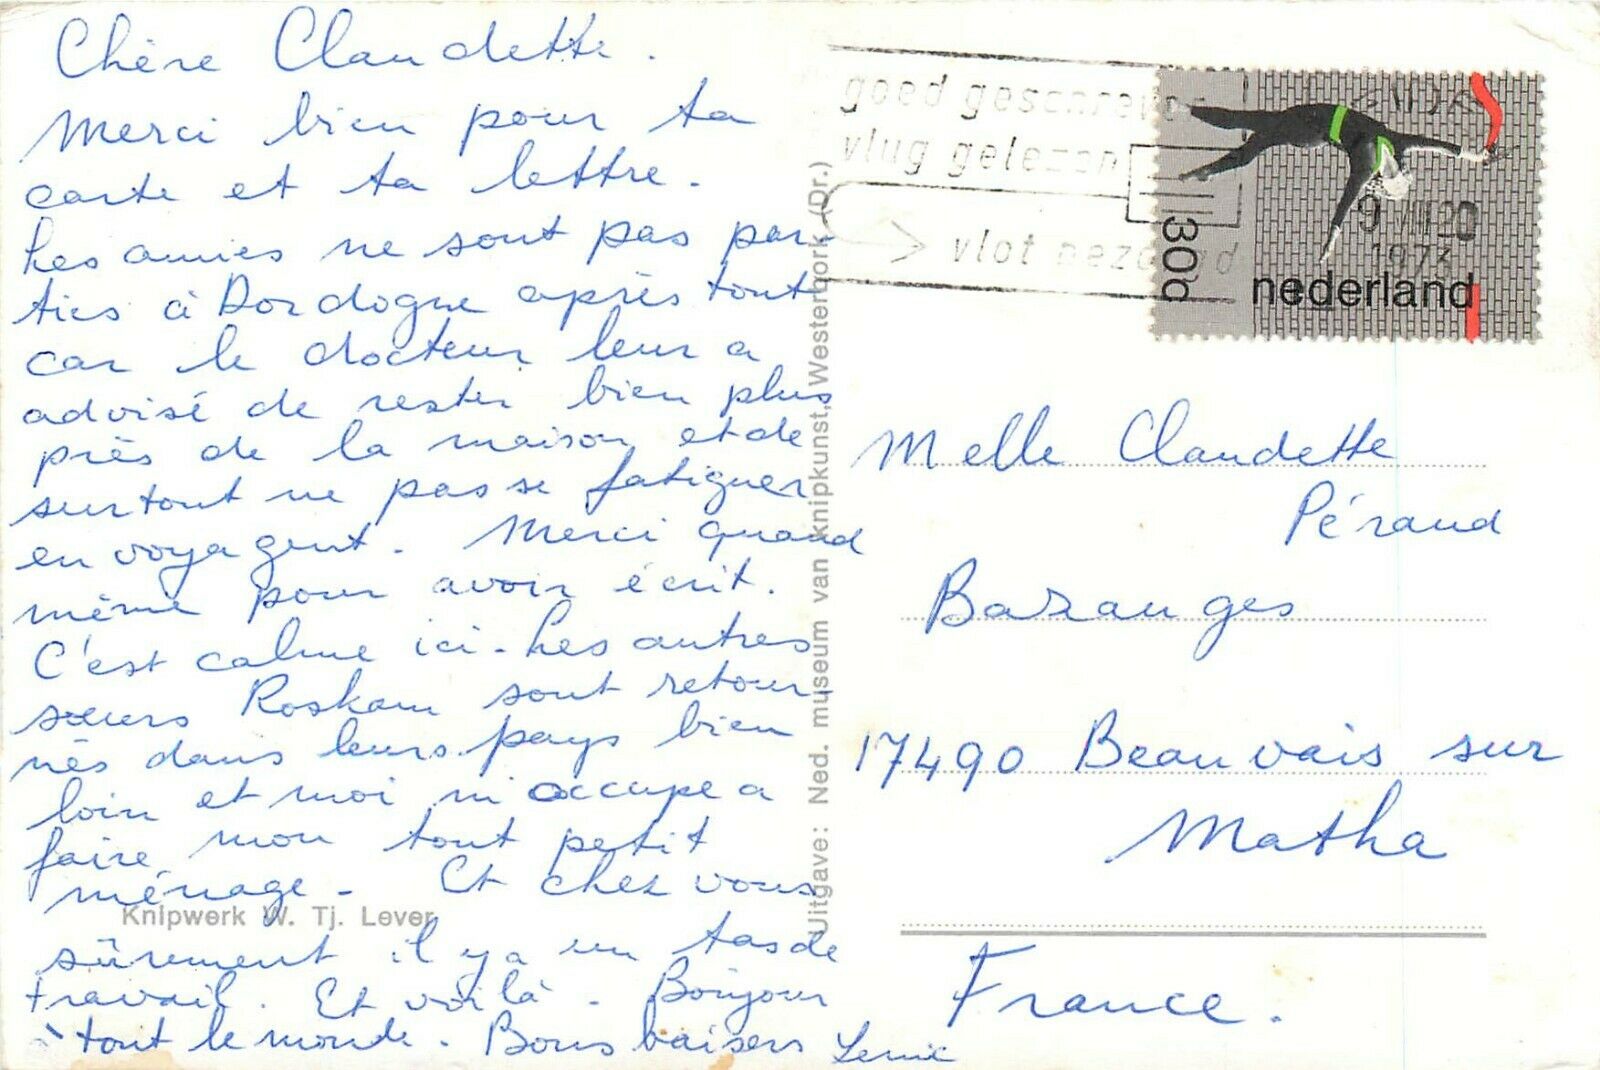 Chère Claudette.
Merci bien pour ta
carte et ta lettre.
Les amies ne sont pas par-
ties à Dordogne après tout
car le docteur leur a
advisé de rester bien plus
près de la maison et de
surtout ne pas se fatiguer
en voyagent. Merci quand
même pour avoir écrit.
C'est calme ici. Les autres
sœurs Roskam sont retour-
nés dans leurs pays bien
loin et moi m'occupe a
faire mon tout petit
ménage. Et chez vous
Knipwerk W. Tj. Lever
sûrement il y a un tas de
travail. Et voilà. Bonjour
à tout le monde. Bons baisers
Uitgave: Ned. museum van knipkunst, Westerbork (Dr.)
goed geschreven
vlug gelezen
vlot bezorgd
9 VIII 20
1973
30c
nederland
Melle Claudette
Péraud
Bazauges
17490 Beauvais sur
Matha
France.